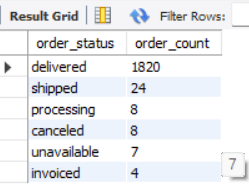 Result Grid Filter Rows:
order_status order_count
delivered 1820
shipped 24
processing 8
canceled 8
unavailable 7
invoiced 4
7